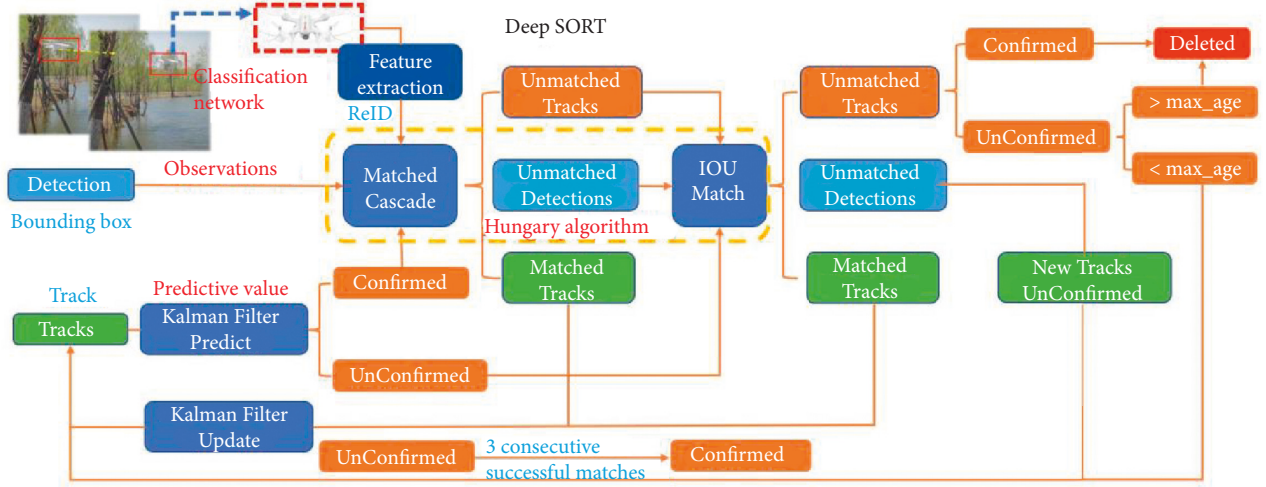 Deep SORT
Classification
network
Feature
extraction
ReID
Unmatched
Tracks
Unmatched
Tracks
Confirmed
Deleted
UnConfirmed
> max_age
< max_age
Detection
Observations
Bounding box
Matched
Cascade
Unmatched
Detections
IOU
Match
Unmatched
Detections
Hungary algorithm
Track
Predictive value
Confirmed
Matched
Tracks
Matched
Tracks
New Tracks
UnConfirmed
Tracks
Kalman Filter
Predict
UnConfirmed
Kalman Filter
Update
UnConfirmed
3 consecutive
successful matches
Confirmed